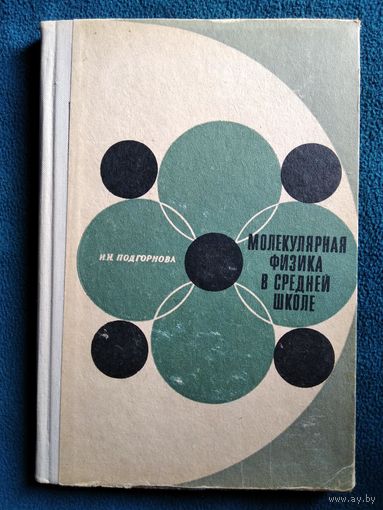 И.Н. ПОДГОРНОВА
МОЛЕКУЛЯРНАЯ
ФИЗИКА
В СРЕДНЕЙ
ШКОЛЕ
www.ay.by